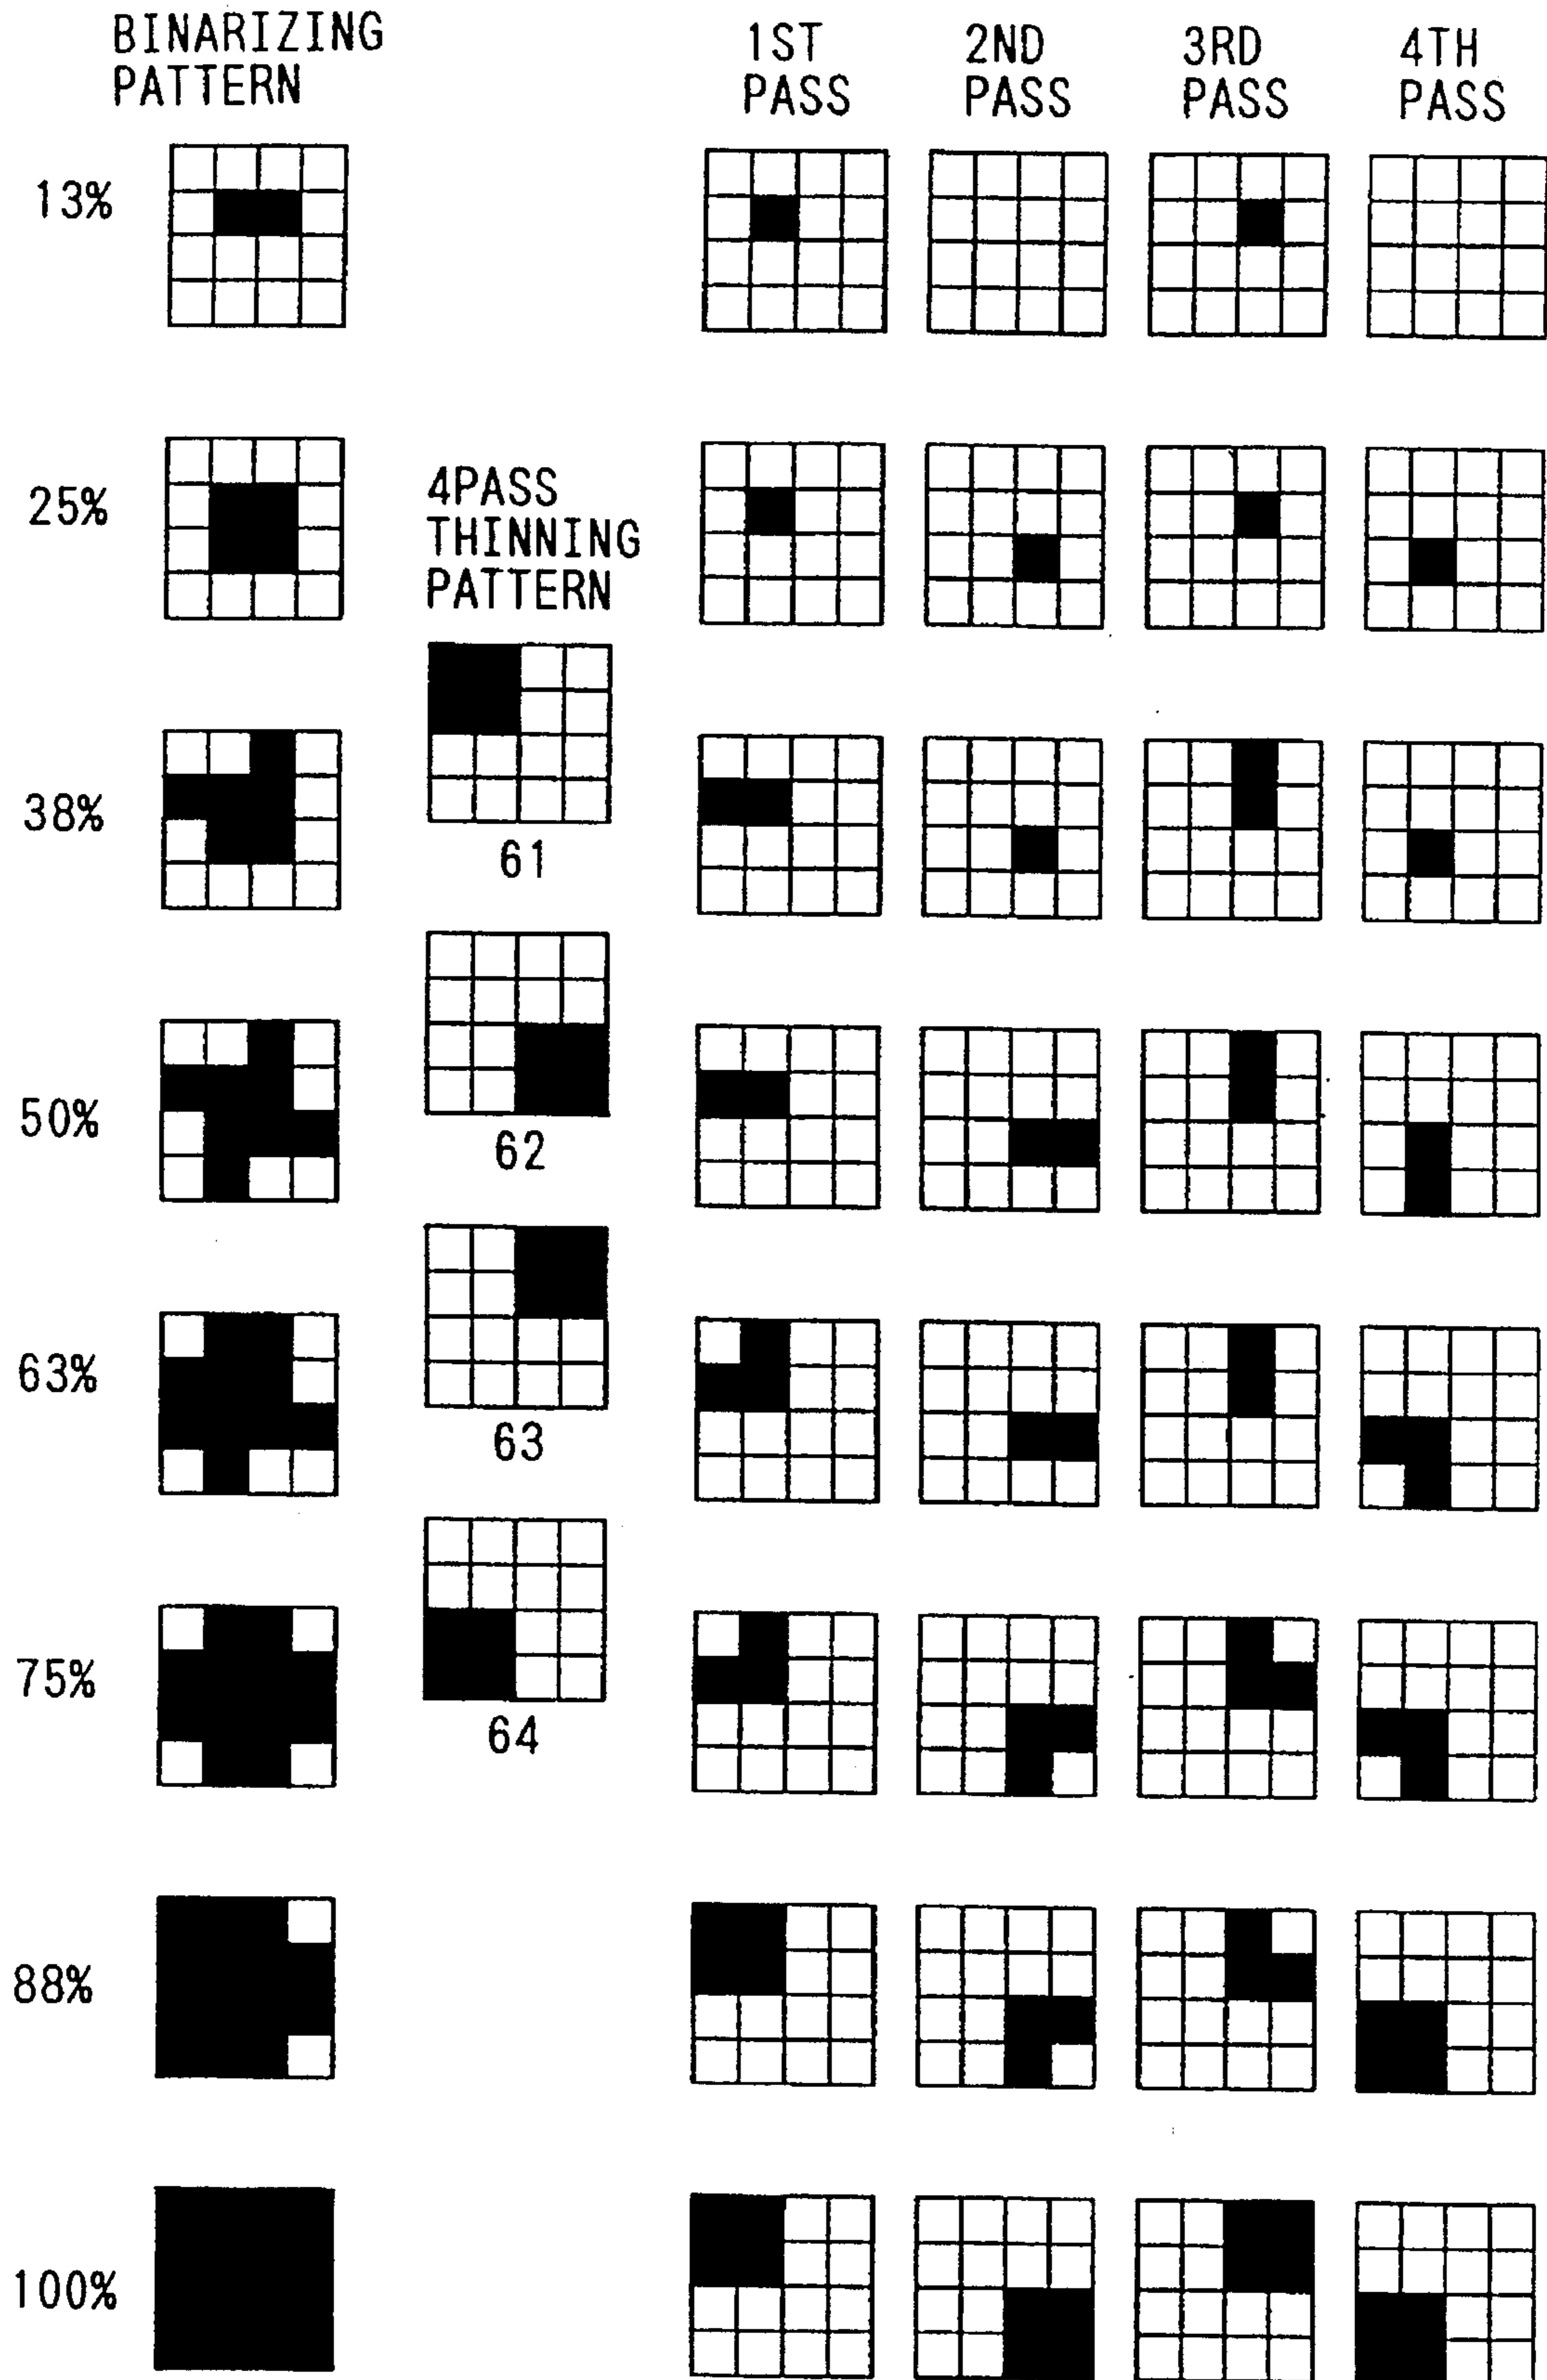 BINARIZING
PATTERN
1ST
PASS
2ND
PASS
3RD
PASS
4TH
PASS
13%
25%
4PASS
THINNING
PATTERN
38%
61
50%
62
63%
63
75%
64
88%
100%